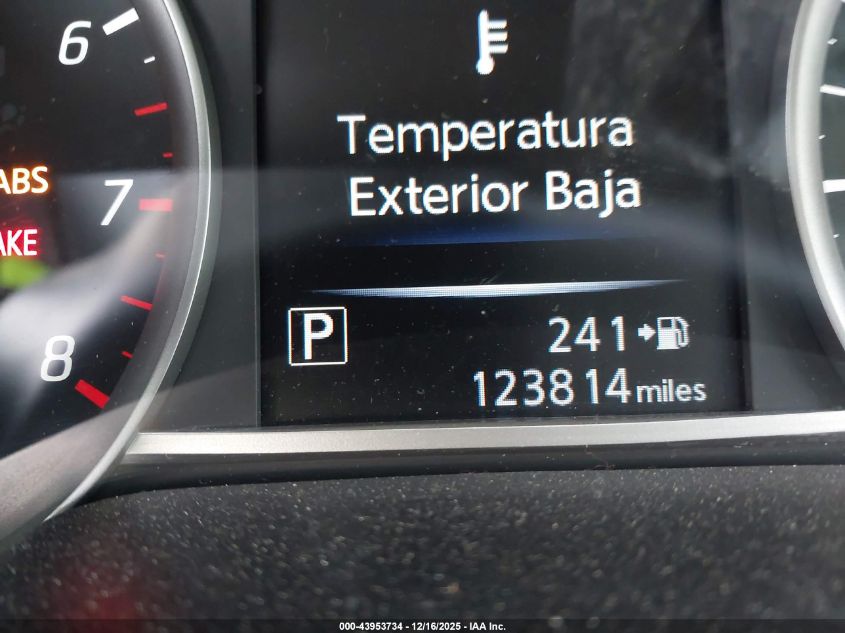 6
Temperatura
ABS
7
Exterior Baja
AKE
P
241
8
123814 miles
000-43953734 - 12/16/2025 - IAA Inc.